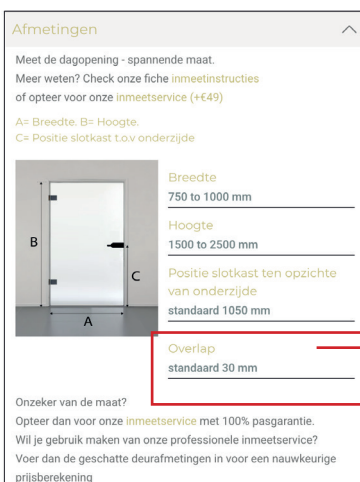 Afmetingen
Meet de dagopening - spannende maat.
Meer weten? Check onze fiche inmeetinstructies
of opteer voor onze inmeetservice (+€49)
A= Breedte. B= Hoogte.
C= Positie slotkast t.o.v onderzijde
B
C
A
Breedte
750 to 1000 mm
Hoogte
1500 to 2500 mm
Positie slotkast ten opzichte
van onderzijde
standaard 1050 mm
Overlap
standaard 30 mm
Onzeker van de maat?
Opteer dan voor onze inmeetservice met 100% pasgarantie.
Wil je gebruik maken van onze professionele inmeetservice?
Voer dan de geschatte deurafmetingen in voor een nauwkeurige
prijsberekening